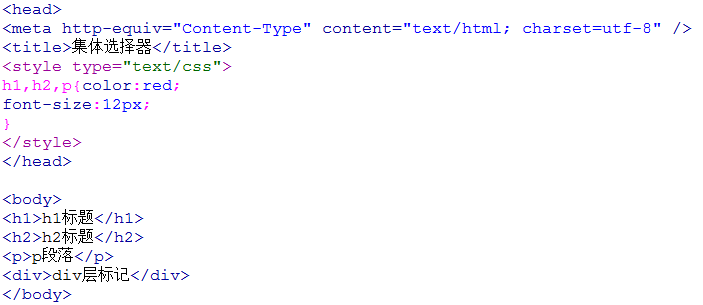 <head>
<meta http-equiv="Content-Type" content="text/html; charset=utf-8" />
<title>集体选择器</title>
<style type="text/css">
h1,h2,p{color:red;
font-size:12px;
}
</style>
</head>

<body>
<h1>h1标题</h1>
<h2>h2标题</h2>
<p>p段落</p>
<div>div层标记</div>
</body>